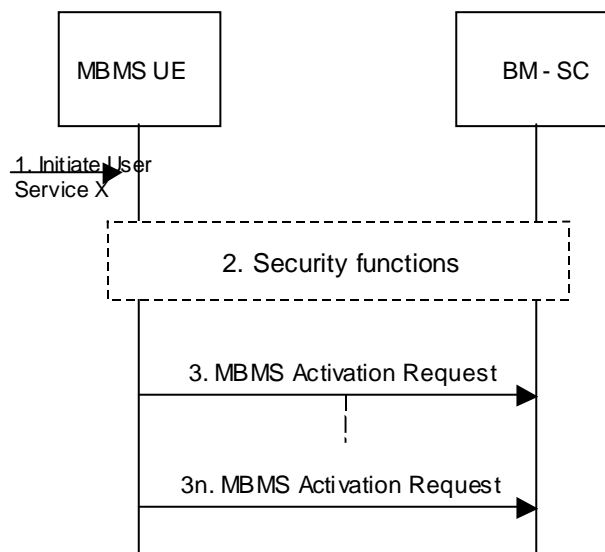 MBMS UE
BM - SC
1. Initiate User
Service X
2. Security functions
3. MBMS Activation Request
3n. MBMS Activation Request